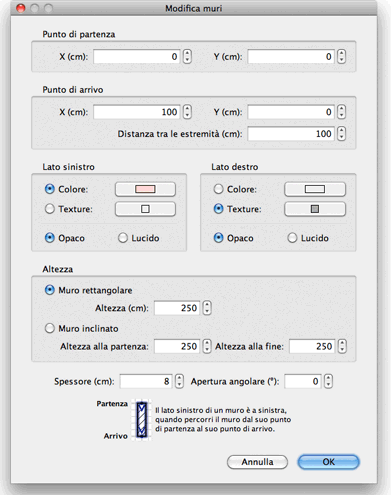 Modifica muri
Punto di partenza
X (cm): 0 Y (cm): 0
Punto di arrivo
X (cm): 100 Y (cm): 0
Distanza tra le estremità (cm): 100
Lato sinistro Lato destro
Colore: Colore:
Texture: Texture:
Opaco Lucido Opaco Lucido
Altezza
Muro rettangolare
Altezza (cm): 250
Muro inclinato
Altezza alla partenza: 250 Altezza alla fine: 250
Spessore (cm): 8 Apertura angolare (°): 0
Partenza
Il lato sinistro di un muro è a sinistra,
quando percorri il muro dal suo punto
di partenza al suo punto di arrivo.
Arrivo
Annulla OK